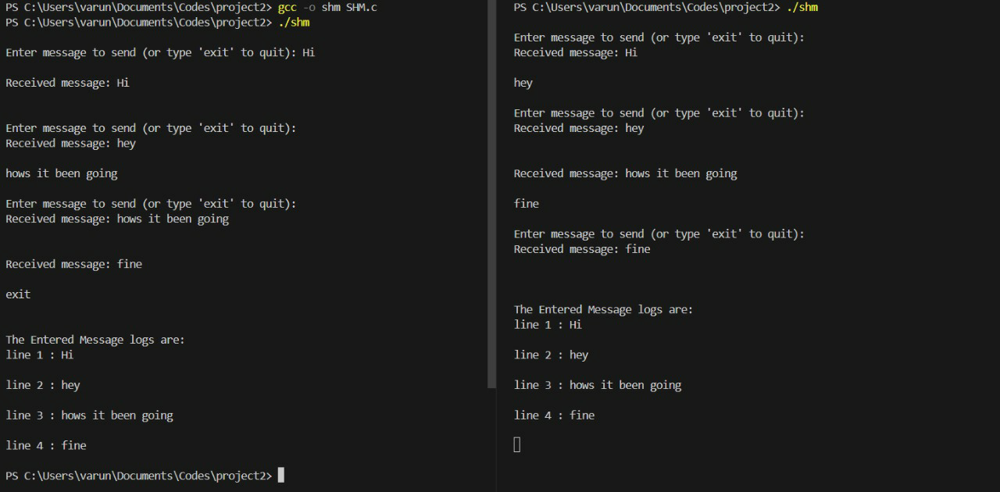 PS C:\Users\varun\Documents\Codes\project2> gcc -o shm SHM.c
PS C:\Users\varun\Documents\Codes\project2> ./shm
Enter message to send (or type 'exit' to quit): Hi
Received message: Hi
Enter message to send (or type 'exit' to quit):
Received message: hey
hows it been going
Enter message to send (or type 'exit' to quit):
Received message: hows it been going
Received message: fine
exit
The Entered Message logs are:
line 1 : Hi
line 2 : hey
line 3 : hows it been going
line 4 : fine
PS C:\Users\varun\Documents\Codes\project2>
PS C:\Users\varun\Documents\Codes\project2> ./shm
Enter message to send (or type 'exit' to quit):
Received message: Hi
hey
Enter message to send (or type 'exit' to quit):
Received message: hey
Received message: hows it been going
fine
Enter message to send (or type 'exit' to quit):
Received message: fine
The Entered Message logs are:
line 1 : Hi
line 2 : hey
line 3 : hows it been going
line 4 : fine